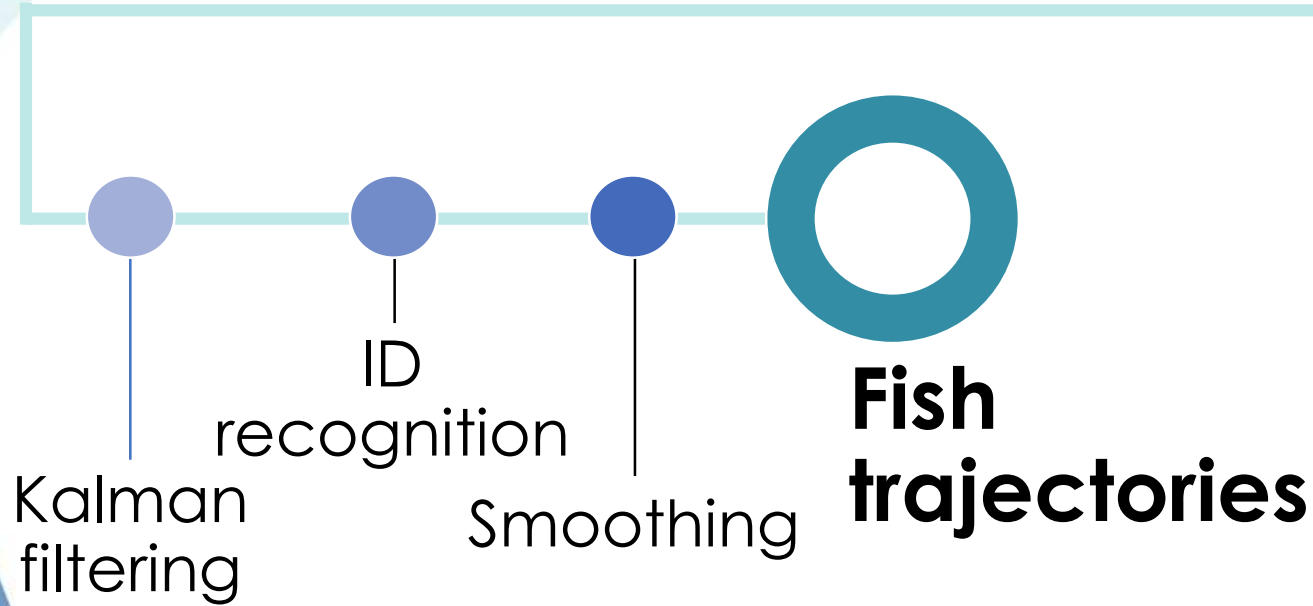 Kalman
filtering
ID
recognition
Smoothing
Fish
trajectories